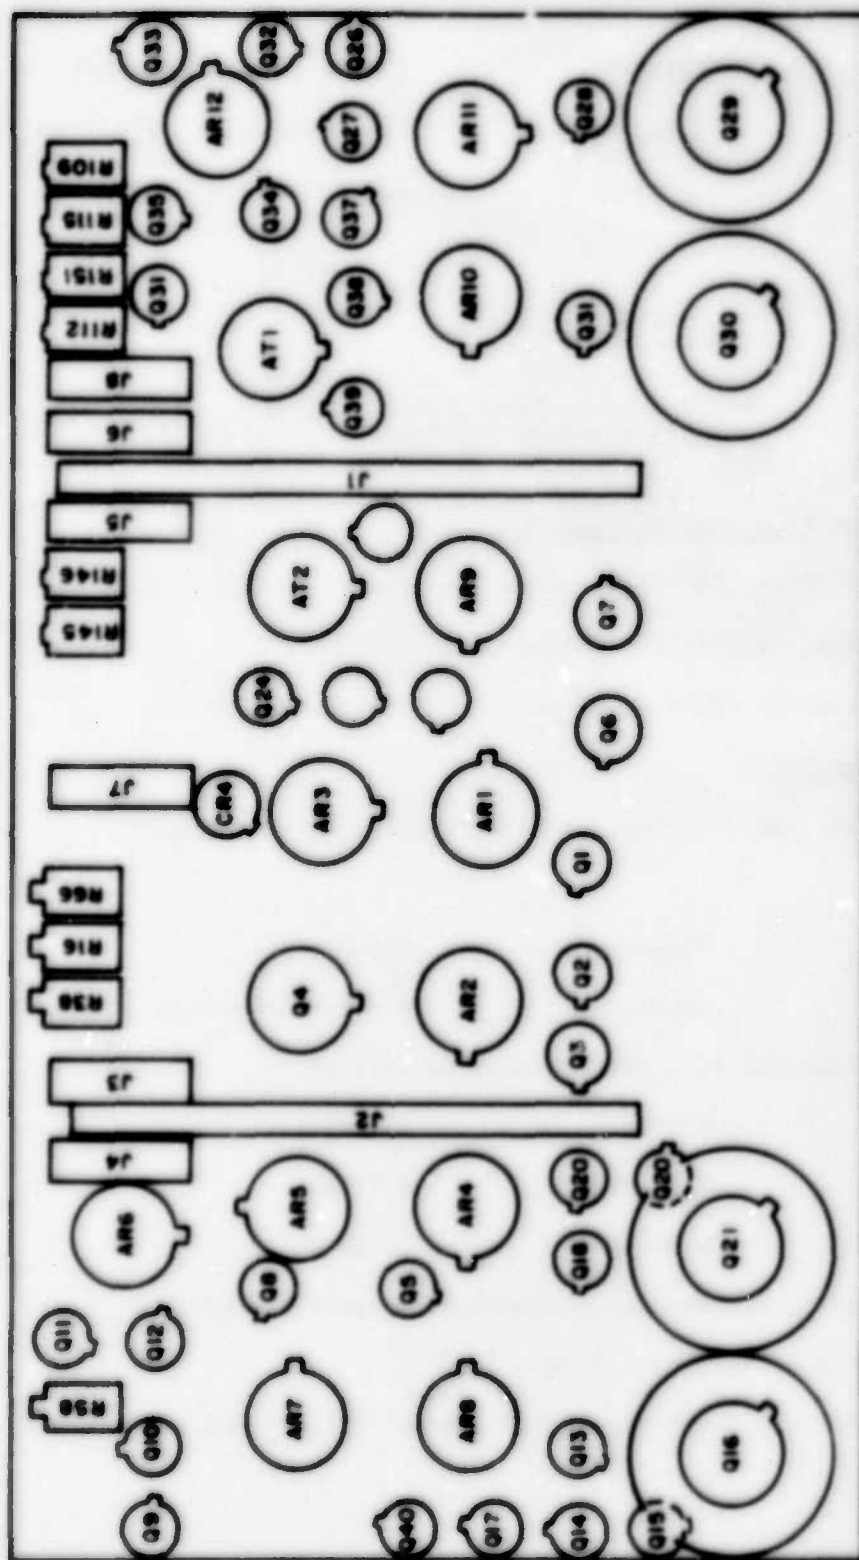 Q33
Q32
Q26
AR12
Q27
AR11
Q28
Q29
R109
R115
Q35
Q34
Q37
R151
Q31
Q38
AR10
R112
AT1
Q31
Q30
J8
J6
Q39
J1
J5
R146
AT2
AR9
Q7
R145
Q24
Q6
J7
CR4
AR3
AR1
Q1
R66
R16
R38
Q4
AR2
Q2
Q3
J3
J2
J4
AR6
AR5
AR4
Q20
Q20
Q21
Q8
Q5
Q18
Q11
Q12
R58
Q10
AR7
AR8
Q13
Q16
Q9
Q40
Q17
Q14
Q15